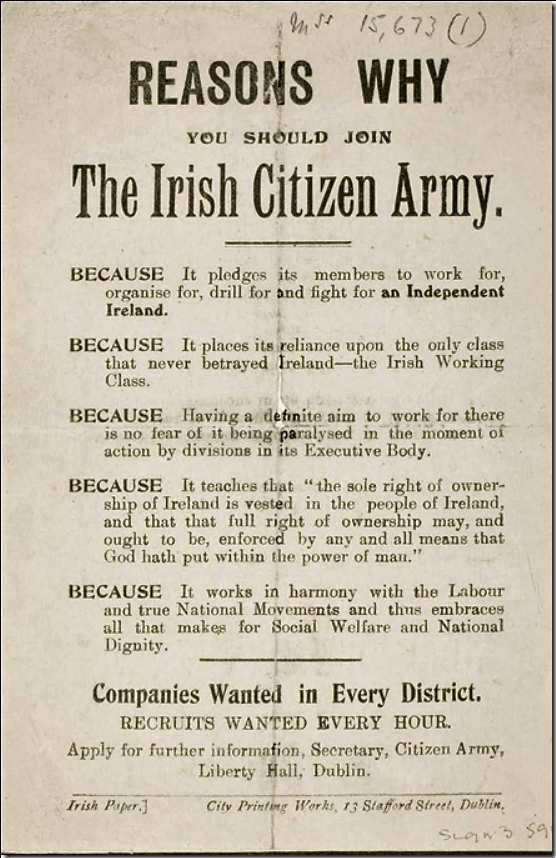 Mss 15,673 (1)
REASONS WHY
YOU SHOULD JOIN
The Irish Citizen Army.
BECAUSE It pledges its members to work for,
organise for, drill for and fight for an Independent
Ireland.
BECAUSE It places its reliance upon the only class
that never betrayed Ireland—the Irish Working
Class.
BECAUSE Having a definite aim to work for there
is no fear of it being paralysed in the moment of
action by divisions in its Executive Body.
BECAUSE It teaches that "the sole right of owner-
ship of Ireland is vested in the people of Ireland,
and that that full right of ownership may, and
ought to be, enforced by any and all means that
God hath put within the power of man."
BECAUSE It works in harmony with the Labour
and true National Movements and thus embraces
all that makes for Social Welfare and National
Dignity.
Companies Wanted in Every District.
RECRUITS WANTED EVERY HOUR.
Apply for further information, Secretary, Citizen Army,
Liberty Hall, Dublin.
Irish Paper.] City Printing Works, 13 Stafford Street, Dublin.